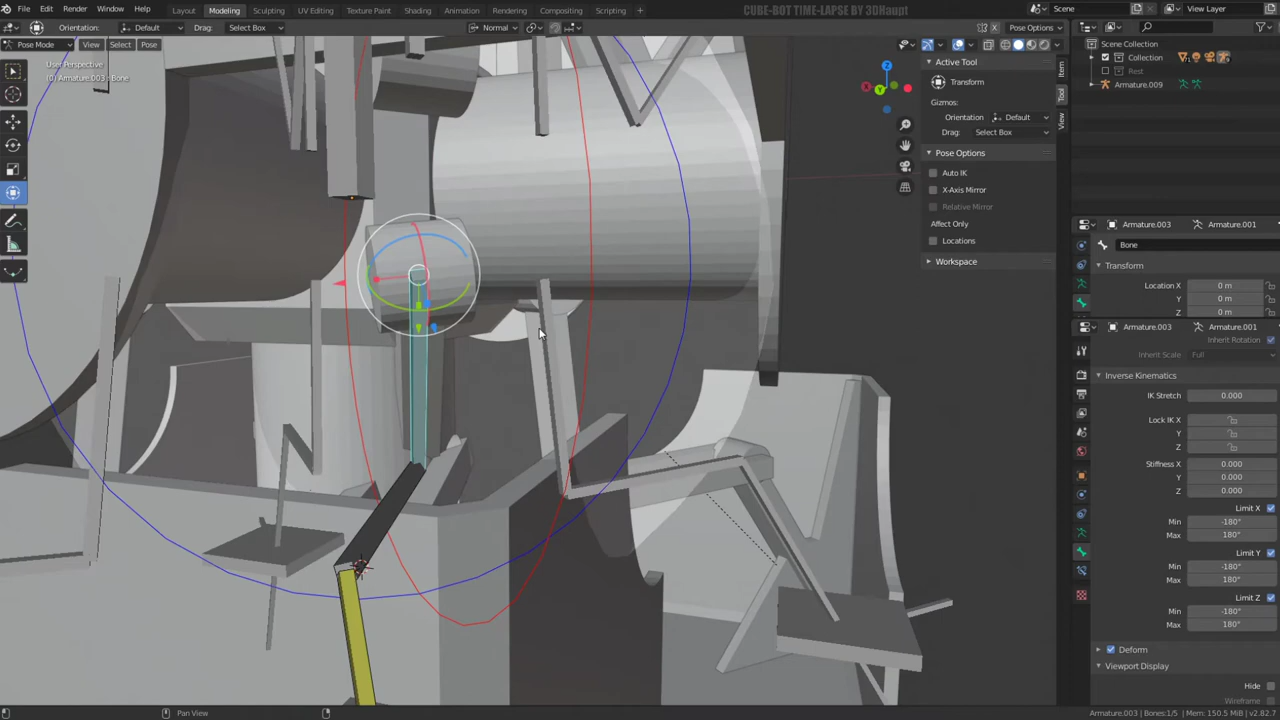 File Edit Render Window Help Layout Modeling Sculpting UV Editing Texture Paint Shading Animation Rendering Compositing Scripting CUBE-BOT TIME-LAPSE BY 3DHaupt Scene View Layer
Orientation: Default Drag: Select Box Normal Pose Options
Pose Mode View Select Pose
User Perspective
(0) Armature.003 : Bone
Active Tool
Transform
Gizmos:
Orientation Default
Drag: Select Box
Pose Options
Auto IK
X-Axis Mirror
Relative Mirror
Affect Only
Locations
Workspace
Item
Tool
View
X
Y
Z
Scene Collection
Collection
Rest
Armature.009
Armature.003 Armature.001
Bone
Transform
Location X 0 m
Y 0 m
Z 0 m
Armature.003 Armature.001
Inherit Rotation
Inherit Scale Full
Inverse Kinematics
IK Stretch 0.000
Lock IK X
Y
Z
Stiffness X 0.000
Y 0.000
Z 0.000
Limit X
Min -180°
Max 180°
Limit Y
Min -180°
Max 180°
Limit Z
Min -180°
Max 180°
Deform
Viewport Display
Hide
Wireframe
Pan View Armature.003 | Bones:1/5 | Mem: 150.5 MiB | v2.82.7